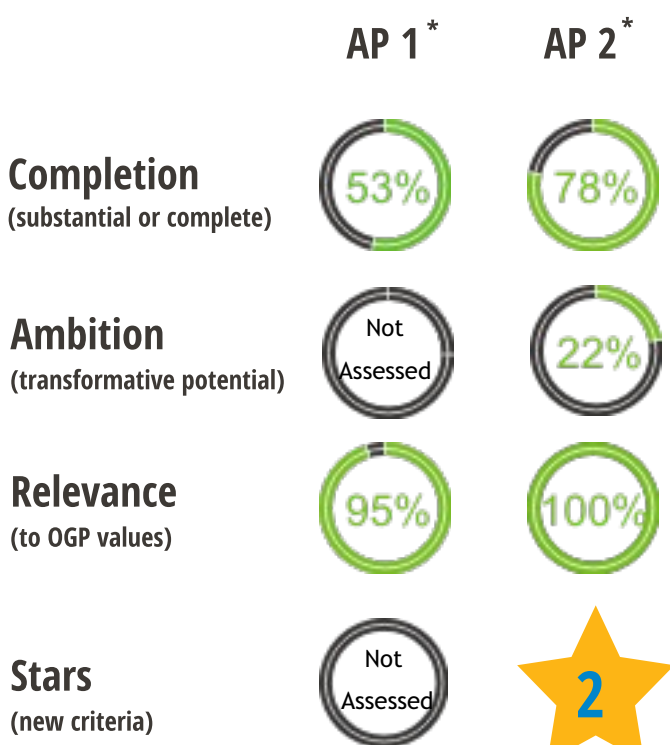 AP 1* AP 2*
Completion
(substantial or complete)
53% 78%
Ambition
(transformative potential)
Not
Assessed
22%
Relevance
(to OGP values)
95% 100%
Stars
(new criteria)
Not
Assessed
2